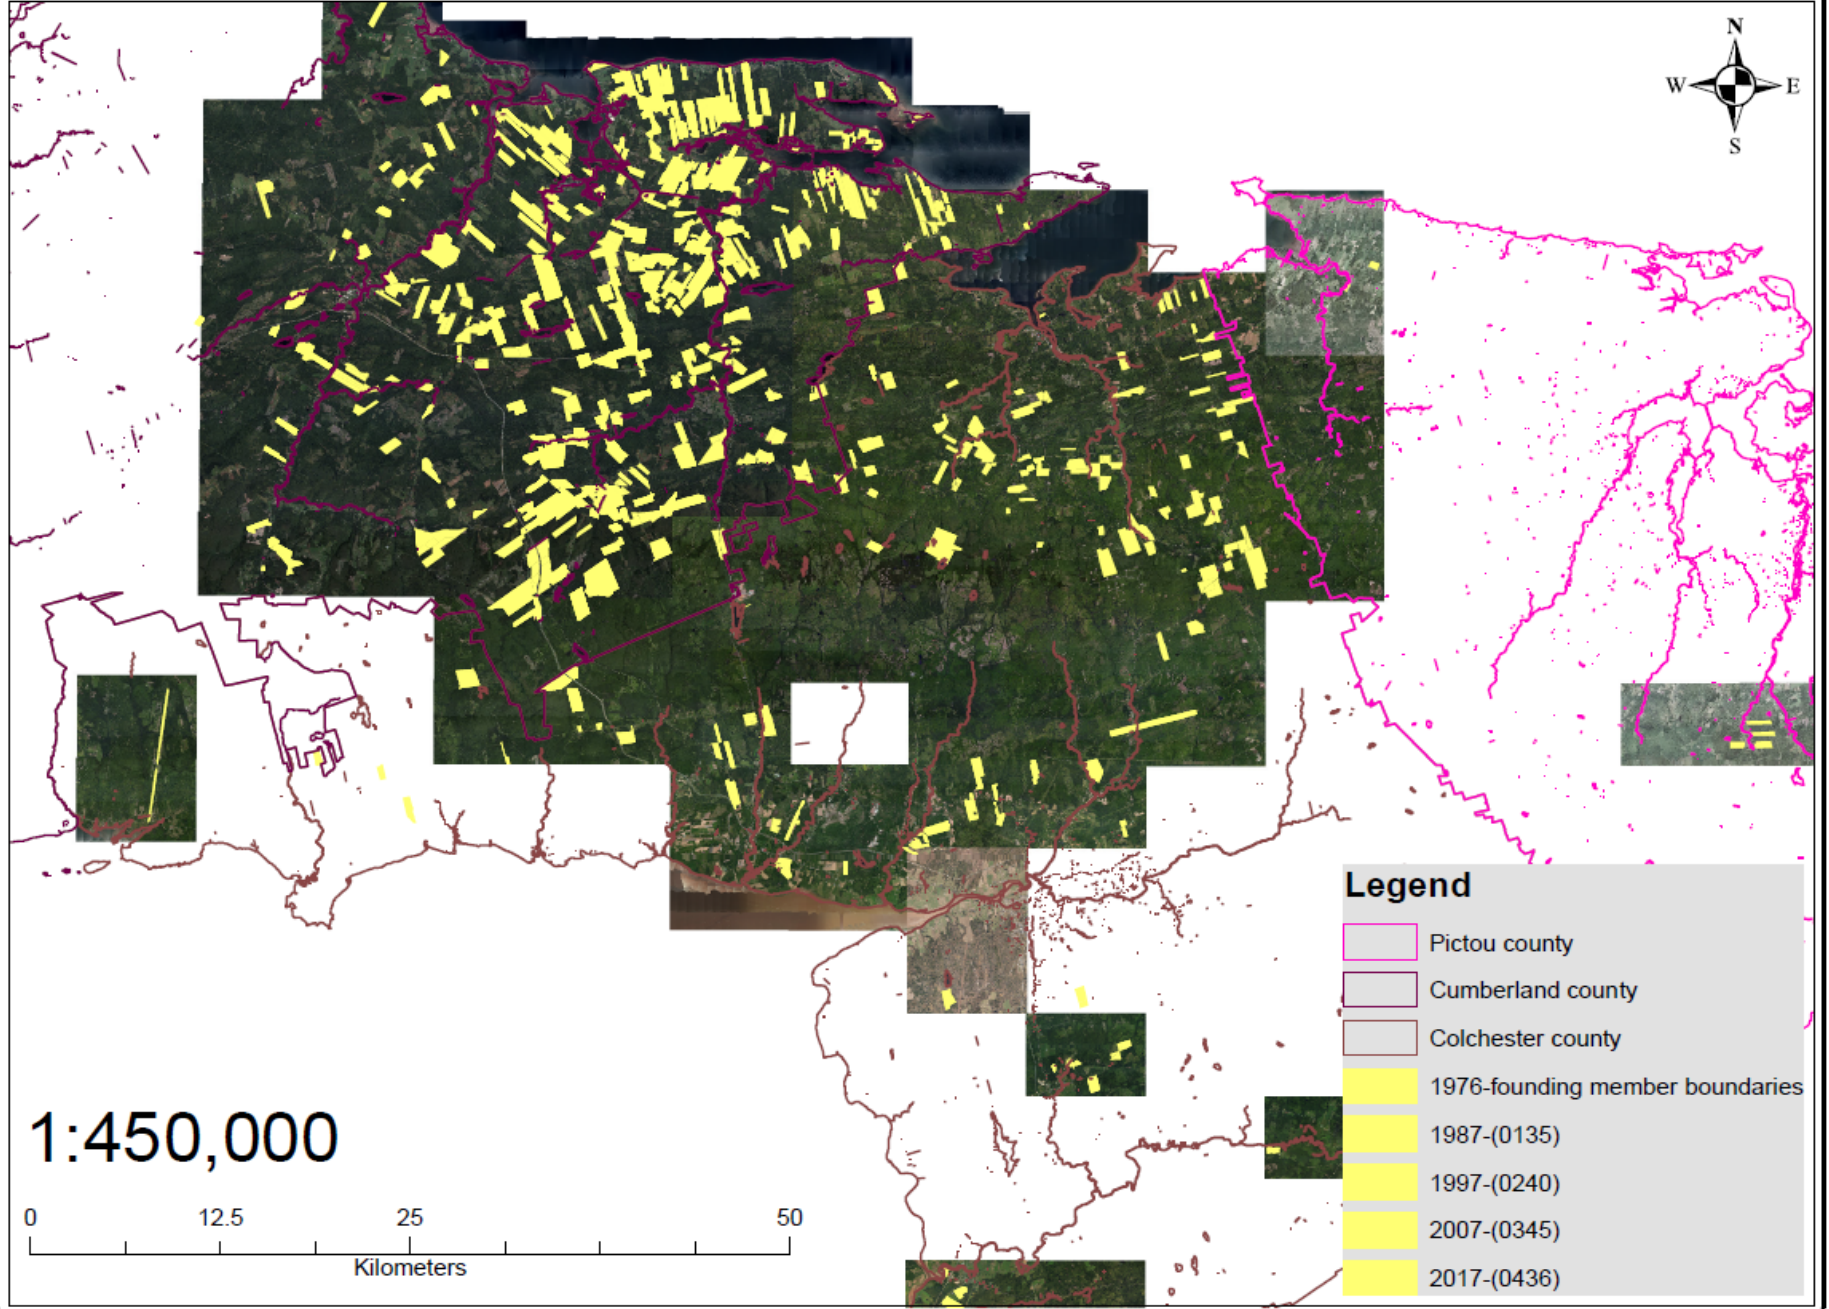 N
W E
S
Legend
Pictou county
Cumberland county
Colchester county
1976-founding member boundaries
1987-(0135)
1997-(0240)
2007-(0345)
2017-(0436)
1:450,000
0 12.5 25 50
Kilometers